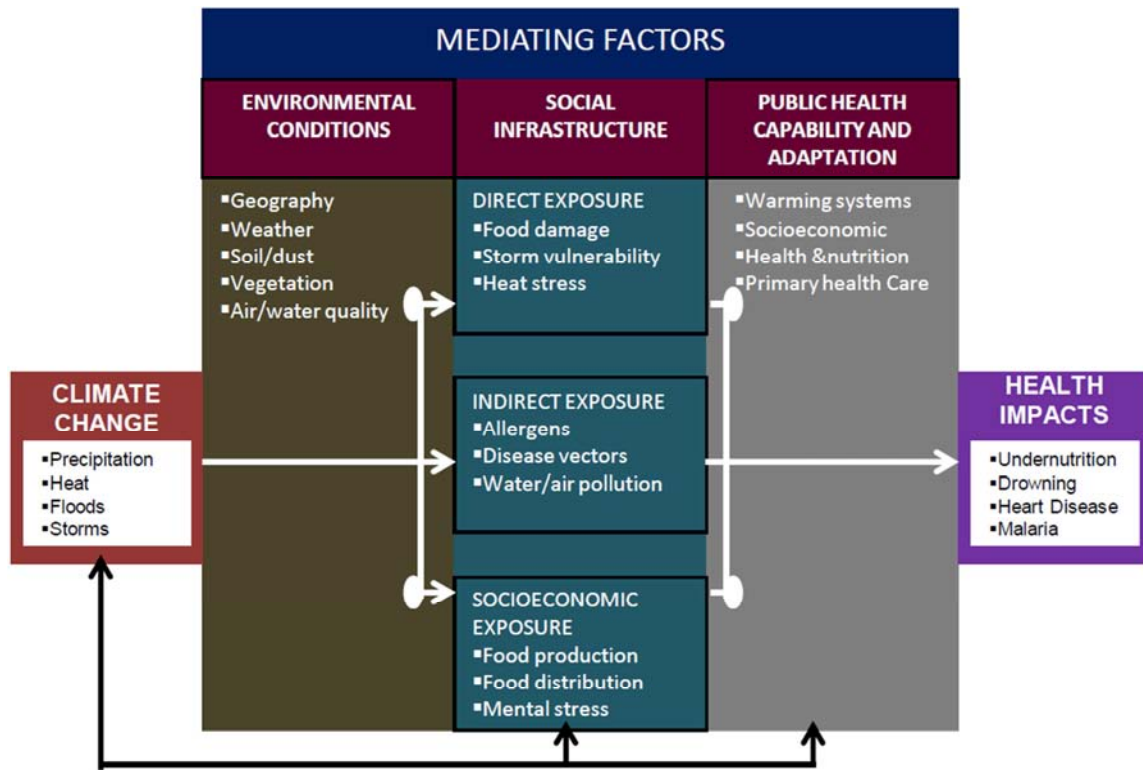 MEDIATING FACTORS
ENVIRONMENTAL
CONDITIONS
SOCIAL
INFRASTRUCTURE
PUBLIC HEALTH
CAPABILITY AND
ADAPTATION
▪Geography
▪Weather
▪Soil/dust
▪Vegetation
▪Air/water quality
DIRECT EXPOSURE
▪Food damage
▪Storm vulnerability
▪Heat stress
▪Warming systems
▪Socioeconomic
▪Health &nutrition
▪Primary health Care
CLIMATE
CHANGE
▪Precipitation
▪Heat
▪Floods
▪Storms
INDIRECT EXPOSURE
▪Allergens
▪Disease vectors
▪Water/air pollution
HEALTH
IMPACTS
▪Undernutrition
▪Drowning
▪Heart Disease
▪Malaria
SOCIOECONOMIC
EXPOSURE
▪Food production
▪Food distribution
▪Mental stress